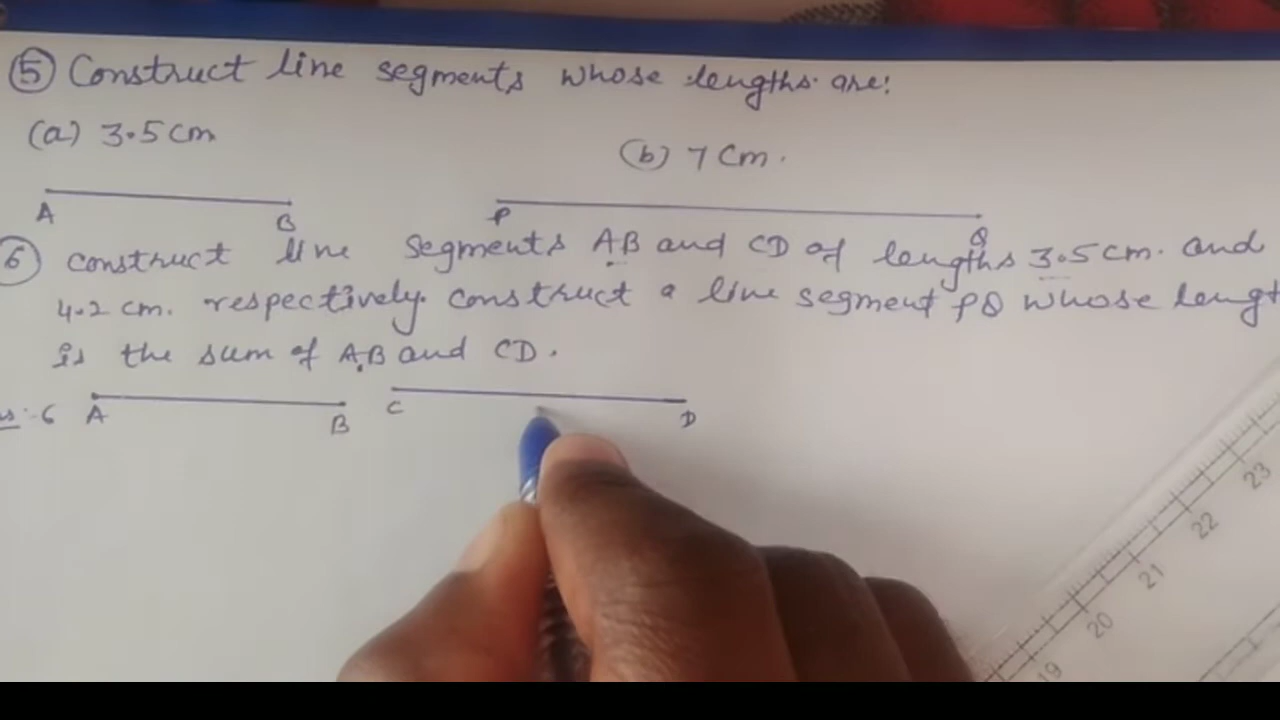 5 Construct line segments whose lengths are:
(a) 3.5 cm
(b) 7 cm.
A B
P Q
6 construct line segments AB and CD of lengths 3.5 cm. and
4.2 cm. respectively. construct a line segment PQ whose lengt
is the sum of AB and CD.
:-6 A B C D
23
22
21
20
19